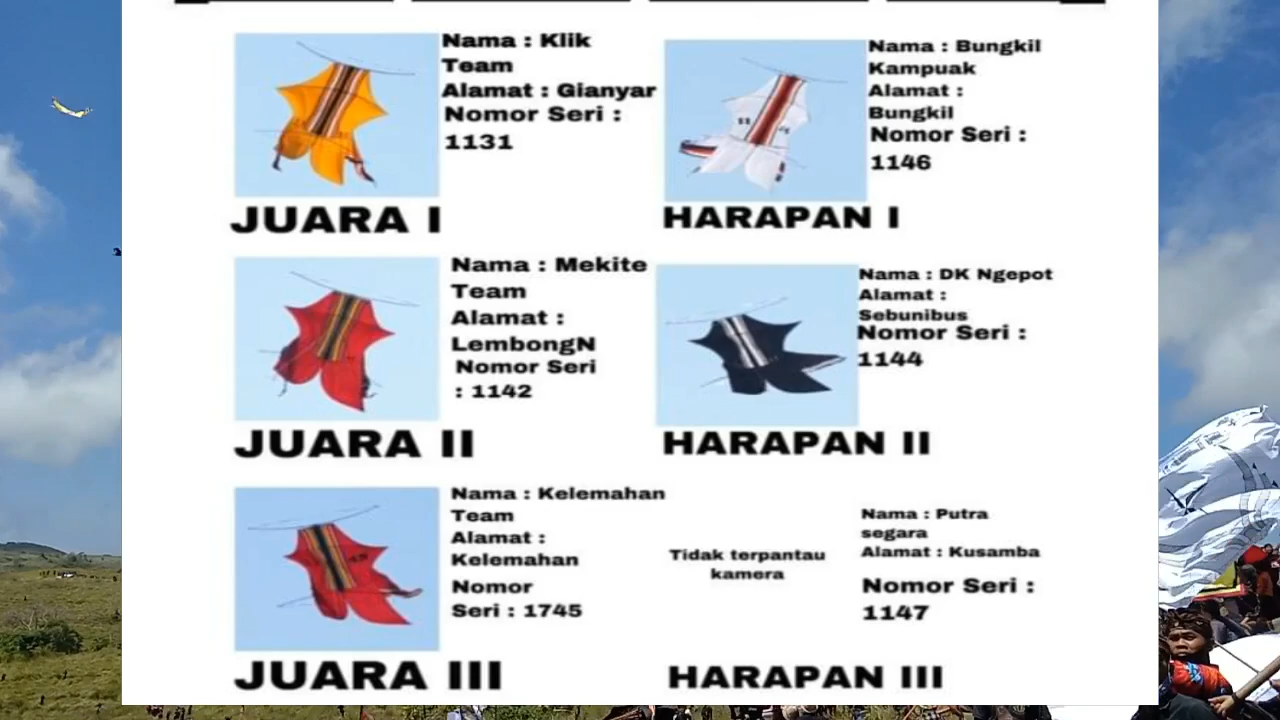 Nama : Klik
Team
Alamat : Gianyar
Nomor Seri :
1131
JUARA I
Nama : Bungkil
Kampuak
Alamat :
Bungkil
Nomor Seri :
1146
HARAPAN I
Nama : Mekite
Team
Alamat :
LembongN
Nomor Seri
: 1142
JUARA II
Nama : DK Ngepot
Alamat :
Sebunibus
Nomor Seri :
1144
HARAPAN II
Nama : Kelemahan
Team
Alamat :
Kelemahan
Nomor
Seri : 1745
JUARA III
Tidak terpantau
kamera
Nama : Putra
segara
Alamat : Kusamba
Nomor Seri :
1147
HARAPAN III